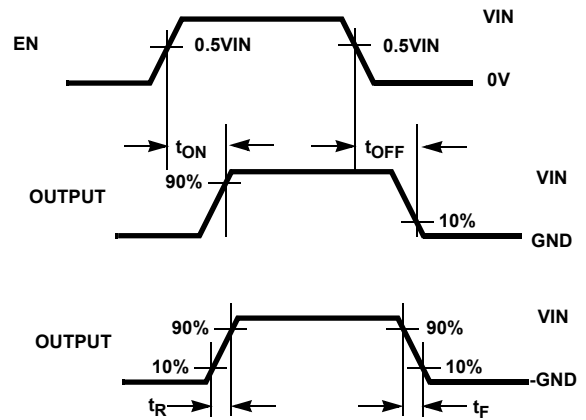 VIN
EN
0.5VIN
0.5VIN
0V
tON
tOFF
90%
VIN
OUTPUT
10%
GND
VIN
90%
90%
OUTPUT
10%
10%
-GND
tR
tF